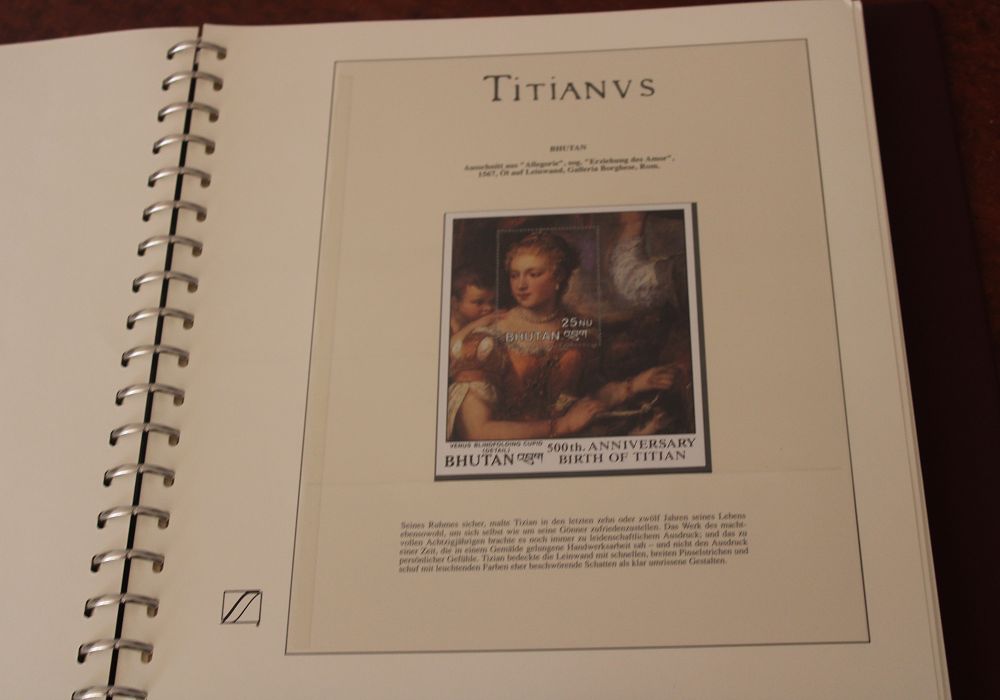 TITIANVS
BHUTAN
Ausschnitt aus "Allegorie", sog. "Erziehung des Amor",
1567, Öl auf Leinwand, Galleria Borghese, Rom.
25 NU
BHUTAN འབྲུག
VENUS BLINDFOLDING CUPID
(DETAIL)
BHUTAN འབྲུག
500th. ANNIVERSARY
BIRTH OF TITIAN
Seines Ruhmes sicher, malte Tizian in den letzten zehn oder zwölf Jahren seines Lebens
ebensowohl, um sich selbst wie um seine Gönner zufriedenzustellen. Das Werk des macht-
vollen Achtzigjährigen brachte es noch immer zu leidenschaftlichem Ausdruck; und das zu
einer Zeit, die in einem Gemälde gelungene Handwerksarbeit sah – und nicht den Ausdruck
persönlicher Gefühle. Tizian bedeckte die Leinwand mit schnellen, breiten Pinselstrichen und
schuf mit leuchtenden Farben eher beschwörende Schatten als klar umrissene Gestalten.